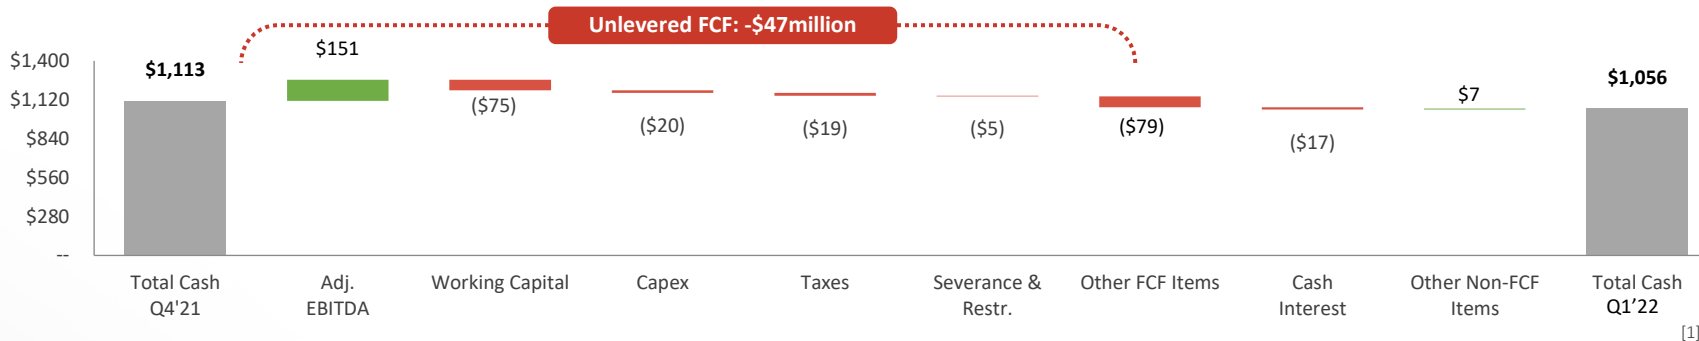 Unlevered FCF: -$47million
$1,400
$1,120
$840
$560
$280
--
$1,113
$151
($75)
($20)
($19)
($5)
($79)
($17)
$7
$1,056
Total Cash
Q4'21
Adj.
EBITDA
Working Capital
Capex
Taxes
Severance &
Restr.
Other FCF Items
Cash
Interest
Other Non-FCF
Items
Total Cash
Q1’22
[1]